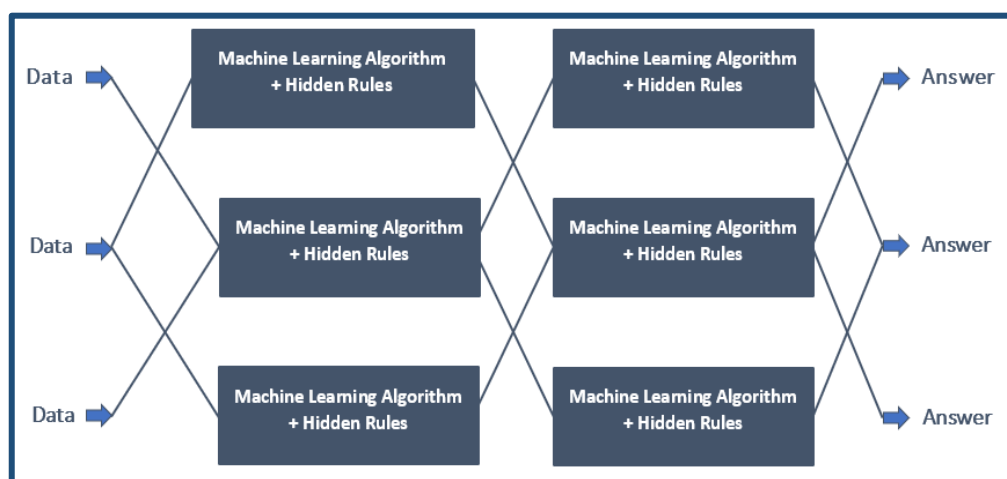 Data
Machine Learning Algorithm
+ Hidden Rules
Machine Learning Algorithm
+ Hidden Rules
Answer
Data
Machine Learning Algorithm
+ Hidden Rules
Machine Learning Algorithm
+ Hidden Rules
Answer
Data
Machine Learning Algorithm
+ Hidden Rules
Machine Learning Algorithm
+ Hidden Rules
Answer